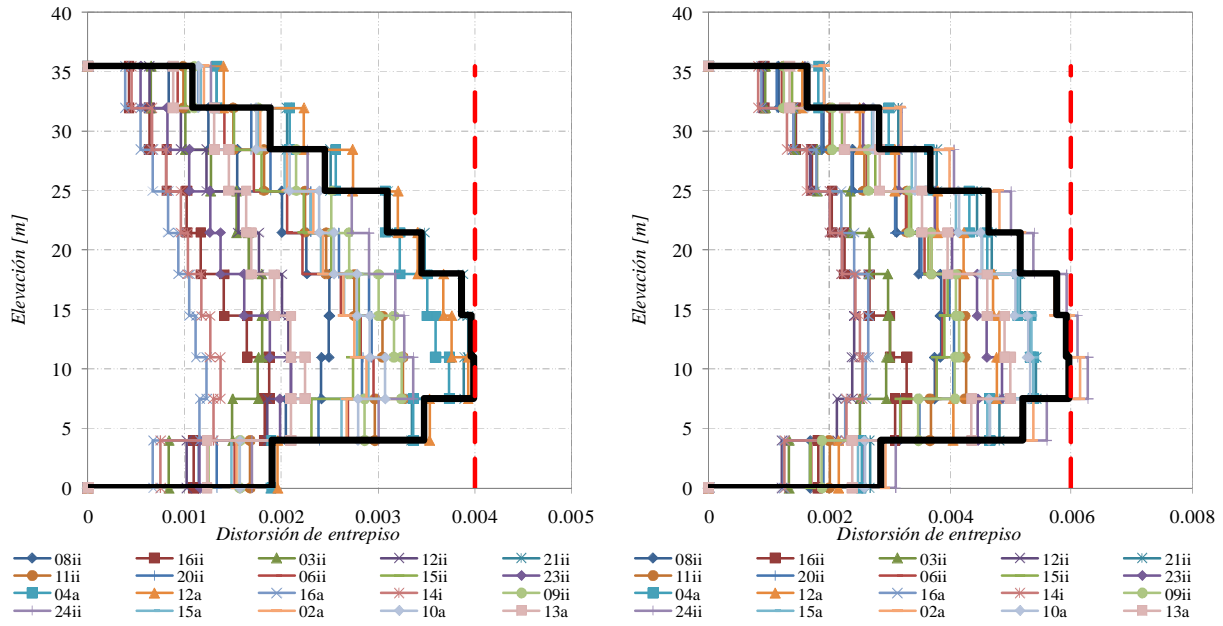 40
35
30
25
20
15
10
5
0
Elevación [m]
0 0.001 0.002 0.003 0.004 0.005
Distorsión de entrepiso
08ii 16ii 03ii 12ii 21ii
11ii 20ii 06ii 15ii 23ii
04a 12a 16a 14i 09ii
24ii 15a 02a 10a 13a
40
35
30
25
20
15
10
5
0
Elevación [m]
0 0.002 0.004 0.006 0.008
Distorsión de entrepiso
08ii 16ii 03ii 12ii 21ii
11ii 20ii 06ii 15ii 23ii
04a 12a 16a 14i 09ii
24ii 15a 02a 10a 13a